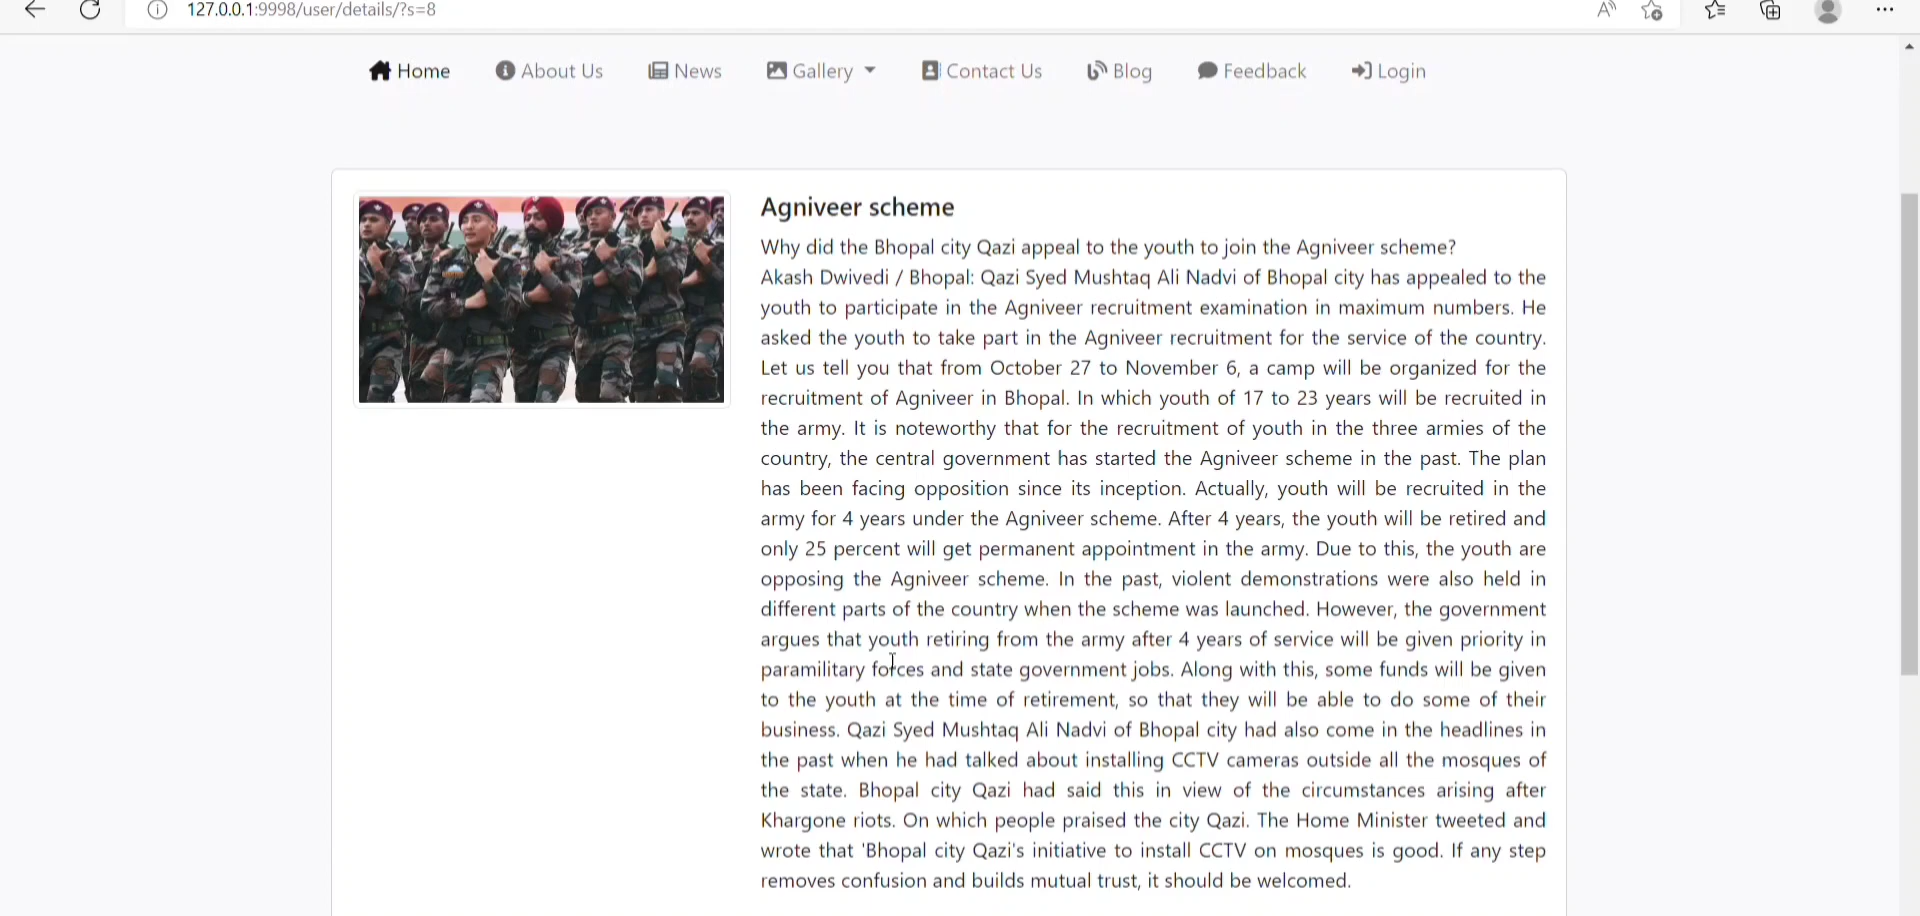 127.0.0.1:9998/user/details/?s=8
Home About Us News Gallery Contact Us Blog Feedback Login
Agniveer scheme
Why did the Bhopal city Qazi appeal to the youth to join the Agniveer scheme?
Akash Dwivedi / Bhopal: Qazi Syed Mushtaq Ali Nadvi of Bhopal city has appealed to the
youth to participate in the Agniveer recruitment examination in maximum numbers. He
asked the youth to take part in the Agniveer recruitment for the service of the country.
Let us tell you that from October 27 to November 6, a camp will be organized for the
recruitment of Agniveer in Bhopal. In which youth of 17 to 23 years will be recruited in
the army. It is noteworthy that for the recruitment of youth in the three armies of the
country, the central government has started the Agniveer scheme in the past. The plan
has been facing opposition since its inception. Actually, youth will be recruited in the
army for 4 years under the Agniveer scheme. After 4 years, the youth will be retired and
only 25 percent will get permanent appointment in the army. Due to this, the youth are
opposing the Agniveer scheme. In the past, violent demonstrations were also held in
different parts of the country when the scheme was launched. However, the government
argues that youth retiring from the army after 4 years of service will be given priority in
paramilitary forces and state government jobs. Along with this, some funds will be given
to the youth at the time of retirement, so that they will be able to do some of their
business. Qazi Syed Mushtaq Ali Nadvi of Bhopal city had also come in the headlines in
the past when he had talked about installing CCTV cameras outside all the mosques of
the state. Bhopal city Qazi had said this in view of the circumstances arising after
Khargone riots. On which people praised the city Qazi. The Home Minister tweeted and
wrote that 'Bhopal city Qazi's initiative to install CCTV on mosques is good. If any step
removes confusion and builds mutual trust, it should be welcomed.